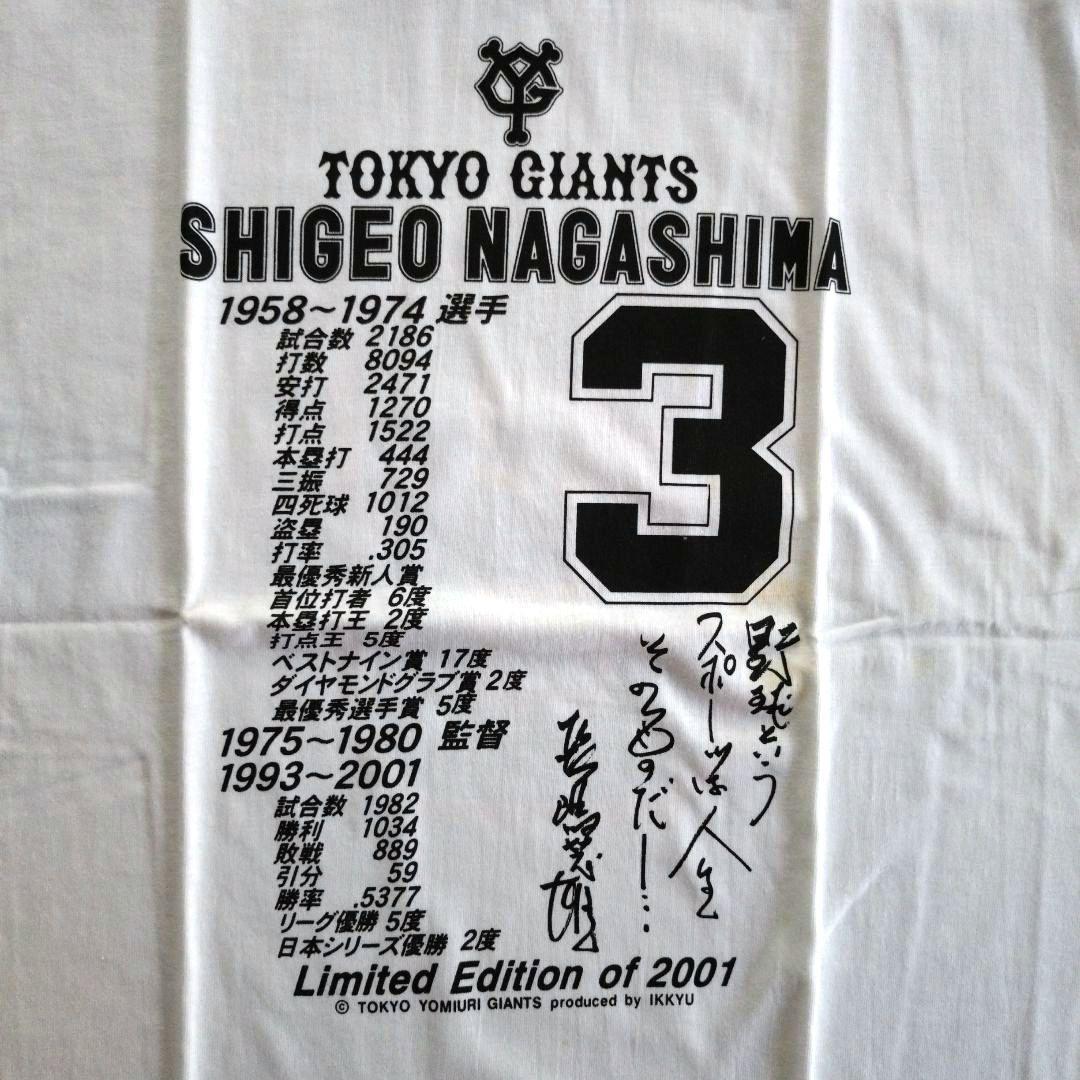 YG
TOKYO GIANTS
SHIGEO NAGASHIMA
1958～1974 選手
試合数 2186
打数 8094
安打 2471
得点 1270
打点 1522
本塁打 444
三振 729
四死球 1012
盗塁 190
打率 .305
最優秀新人賞
首位打者 6度
本塁打王 2度
打点王 5度
ベストナイン賞 17度
ダイヤモンドグラブ賞 2度
最優秀選手賞 5度
3
1975～1980 監督
1993～2001
試合数 1982
勝利 1034
敗戦 889
引分 59
勝率 .5377
リーグ優勝 5度
日本シリーズ優勝 2度
野球という
スポーツは人生
そのものだ…
長嶋茂雄
Limited Edition of 2001
© TOKYO YOMIURI GIANTS produced by IKKYU